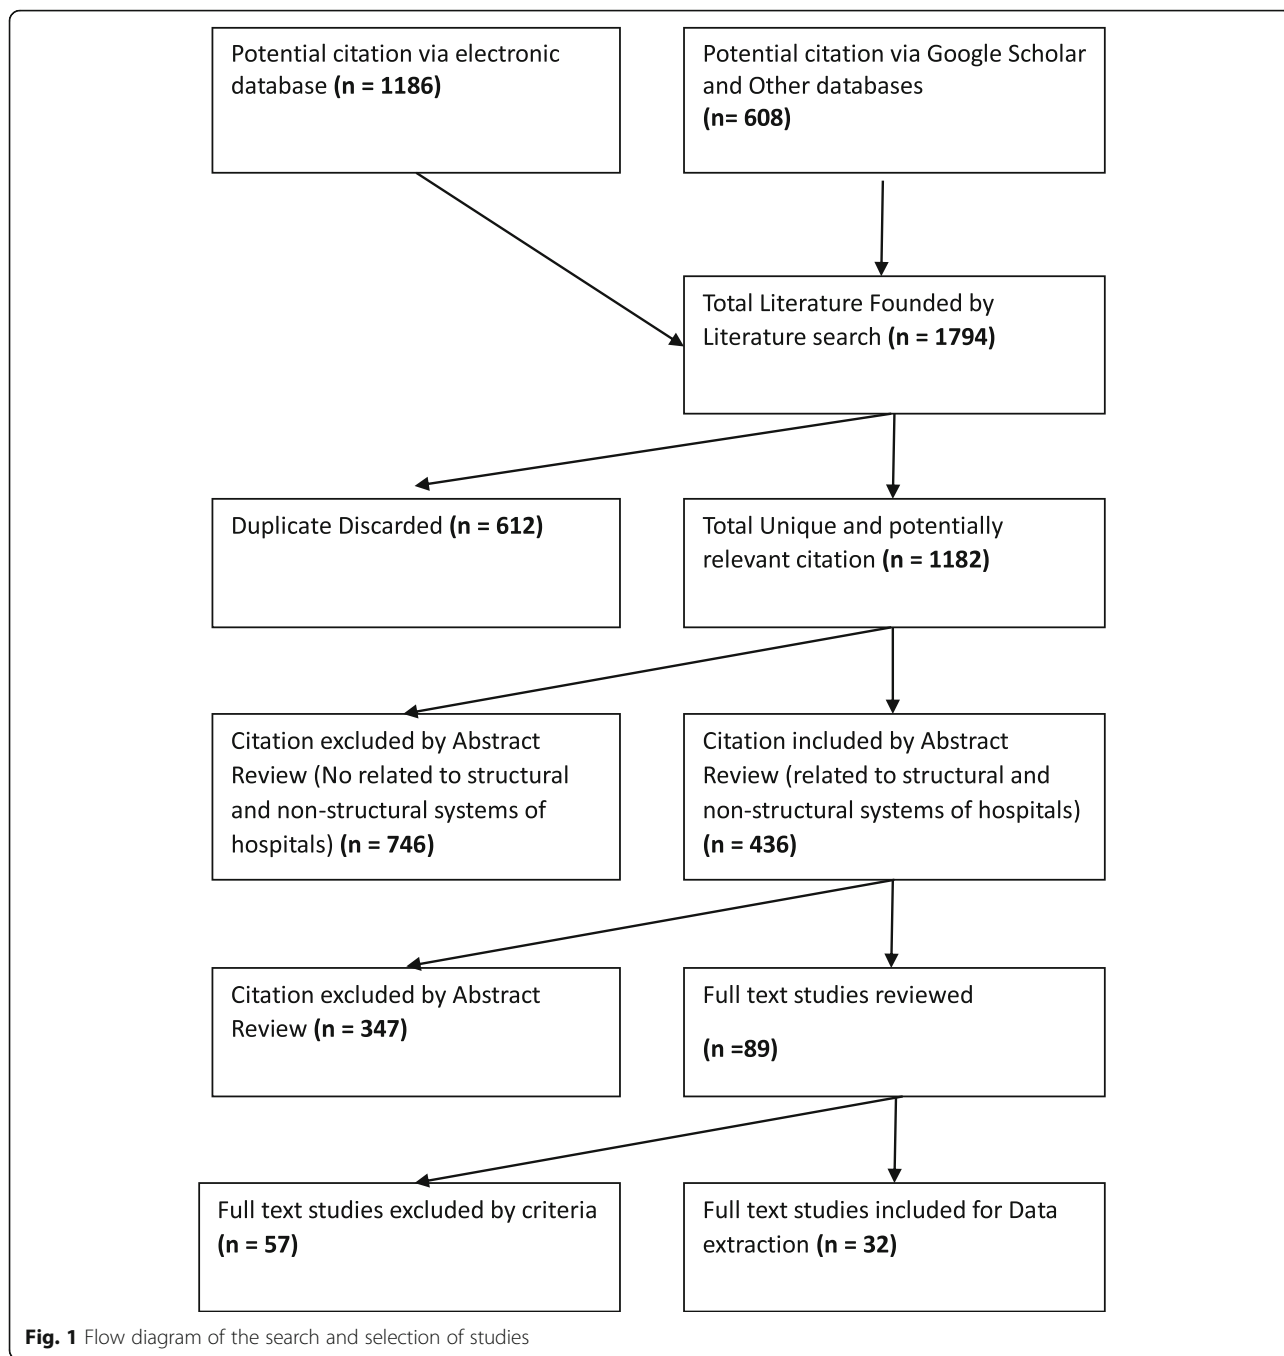 Potential citation via electronic
database (n = 1186)
Potential citation via Google Scholar
and Other databases
(n= 608)
Total Literature Founded by
Literature search (n = 1794)
Duplicate Discarded (n = 612)
Total Unique and potentially
relevant citation (n = 1182)
Citation excluded by Abstract
Review (No related to structural
and non-structural systems of
hospitals) (n = 746)
Citation included by Abstract
Review (related to structural and
non-structural systems of hospitals)
(n = 436)
Citation excluded by Abstract
Review (n = 347)
Full text studies reviewed
(n =89)
Full text studies excluded by criteria
(n = 57)
Full text studies included for Data
extraction (n = 32)
Fig. 1 Flow diagram of the search and selection of studies